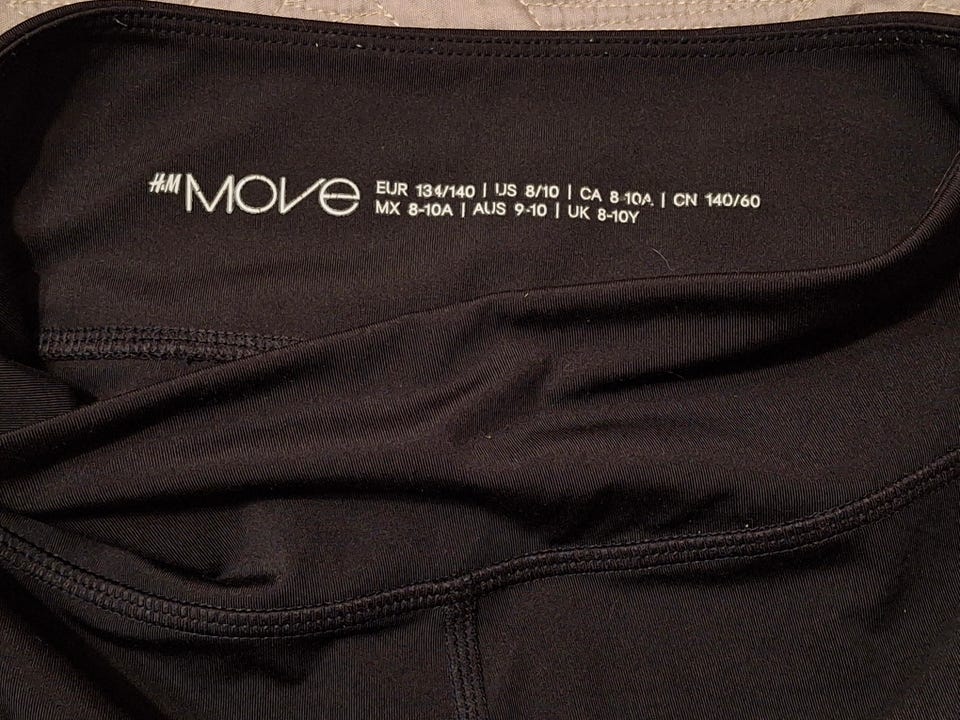 H&M MOVE EUR 134/140 | US 8/10 | CA 8-10A | CN 140/60
MX 8-10A | AUS 9-10 | UK 8-10Y